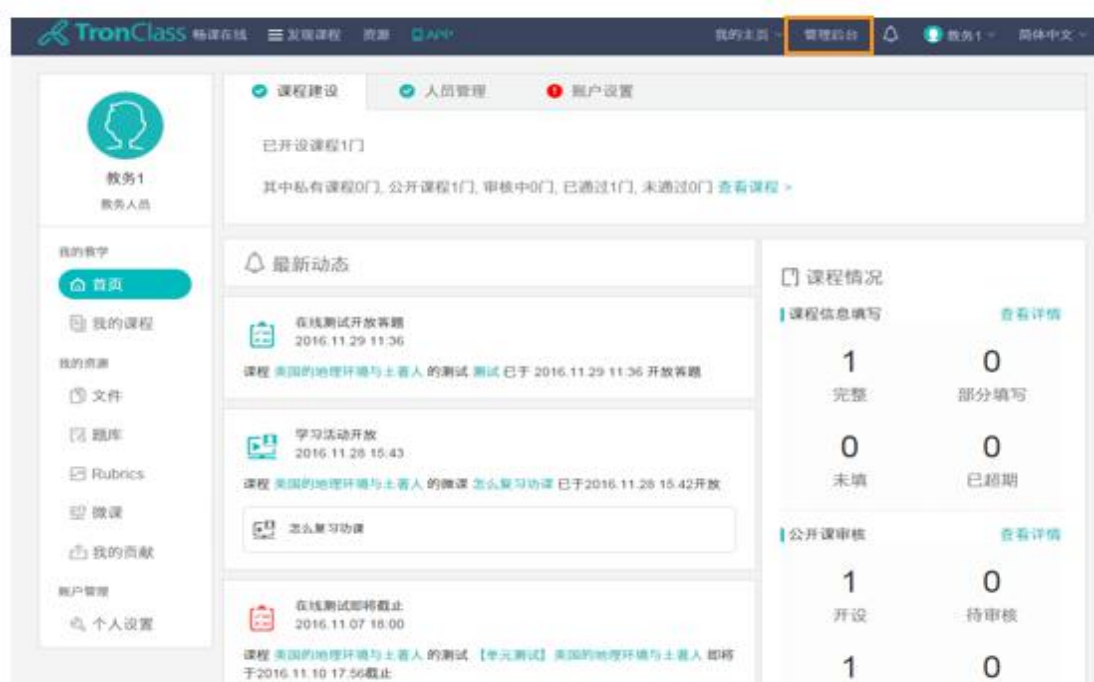 TronClass 畅课在线 发现课程 资源 APP 我的主页 管理后台 教务1 简体中文
教务1
教务人员
我的教学
首页
我的课程
我的资源
文件
题库
Rubrics
微课
我的贡献
账户管理
个人设置
课程建设 人员管理 账户设置
已开设课程1门
其中私有课程0门, 公开课程1门, 审核中0门, 已通过1门, 未通过0门 查看课程 >
最新动态
在线测试开放答题
2016.11.29 11:36
课程 美国的地理环境与土著人 的测试 测试 已于 2016.11.29 11:36 开放答题
学习活动开放
2016.11.28 15:43
课程 美国的地理环境与土著人 的微课 怎么复习功课 已于2016.11.28 15:42开放
怎么复习功课
在线测试即将截止
2016.11.07 18:00
课程 美国的地理环境与土著人 的测试 【单元测试】美国的地理环境与土著人 即将
于2016.11.10 17:56截止
课程情况
课程信息填写 查看详情
1 0
完整 部分填写
0 0
未填 已超期
公开课审核 查看详情
1 0
开设 待审核
1 0